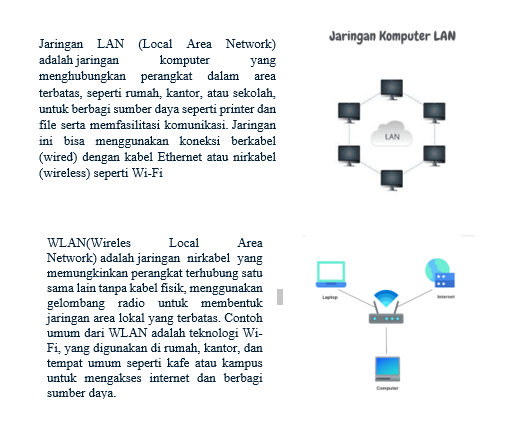 Jaringan Komputer LAN
Jaringan LAN (Local Area Network)
adalah jaringan komputer yang
menghubungkan perangkat dalam area
terbatas, seperti rumah, kantor, atau sekolah,
untuk berbagi sumber daya seperti printer dan
file serta memfasilitasi komunikasi. Jaringan
ini bisa menggunakan koneksi berkabel
(wired) dengan kabel Ethernet atau nirkabel
(wireless) seperti Wi-Fi
LAN
WLAN(Wireles Local Area
Network) adalah jaringan nirkabel yang
memungkinkan perangkat terhubung satu
sama lain tanpa kabel fisik, menggunakan
gelombang radio untuk membentuk
jaringan area lokal yang terbatas. Contoh
umum dari WLAN adalah teknologi Wi-
Fi, yang digunakan di rumah, kantor, dan
tempat umum seperti kafe atau kampus
untuk mengakses internet dan berbagi
sumber daya.
Laptop
Internet
Computer